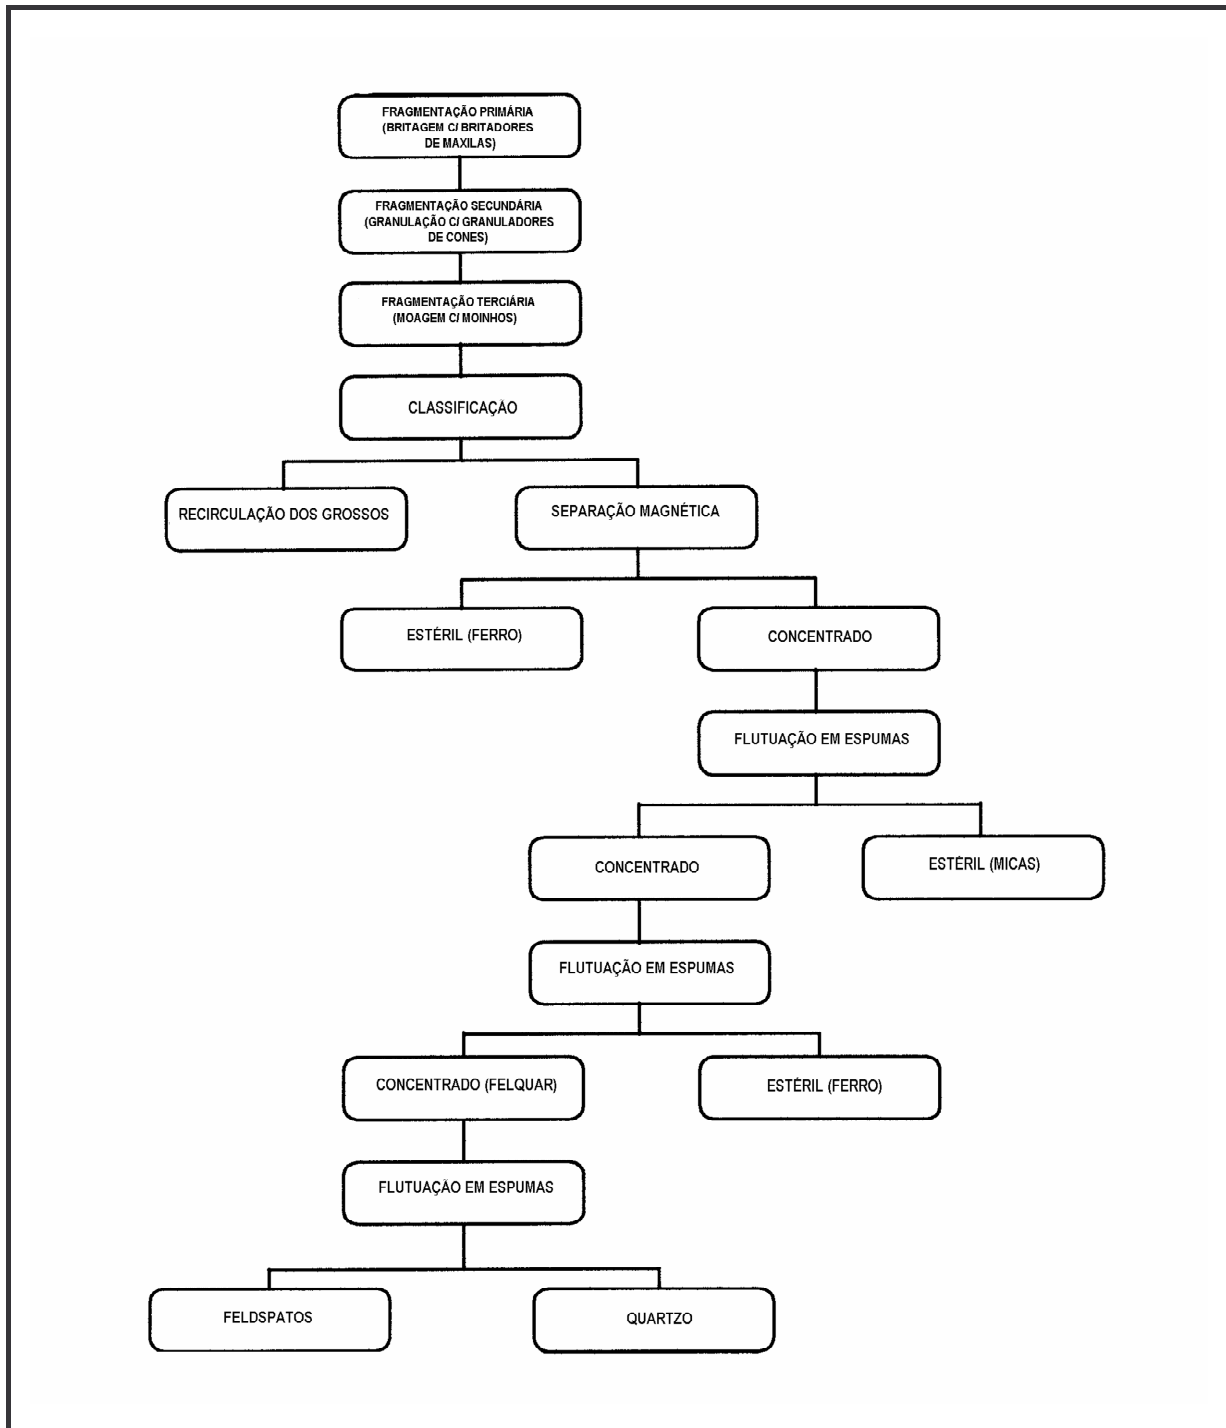 FRAGMENTAÇÃO PRIMÁRIA
(BRITAGEM C/ BRITADORES
DE MAXILAS)
FRAGMENTAÇÃO SECUNDÁRIA
(GRANULAÇÃO C/ GRANULADORES
DE CONES)
FRAGMENTAÇÃO TERCIÁRIA
(MOAGEM C/ MOINHOS)
CLASSIFICAÇÃO
RECIRCULAÇÃO DOS GROSSOS
SEPARAÇÃO MAGNÉTICA
ESTÉRIL (FERRO)
CONCENTRADO
FLUTUAÇÃO EM ESPUMAS
CONCENTRADO
ESTÉRIL (MICAS)
FLUTUAÇÃO EM ESPUMAS
CONCENTRADO (FELQUAR)
ESTÉRIL (FERRO)
FLUTUAÇÃO EM ESPUMAS
FELDSPATOS
QUARTZO